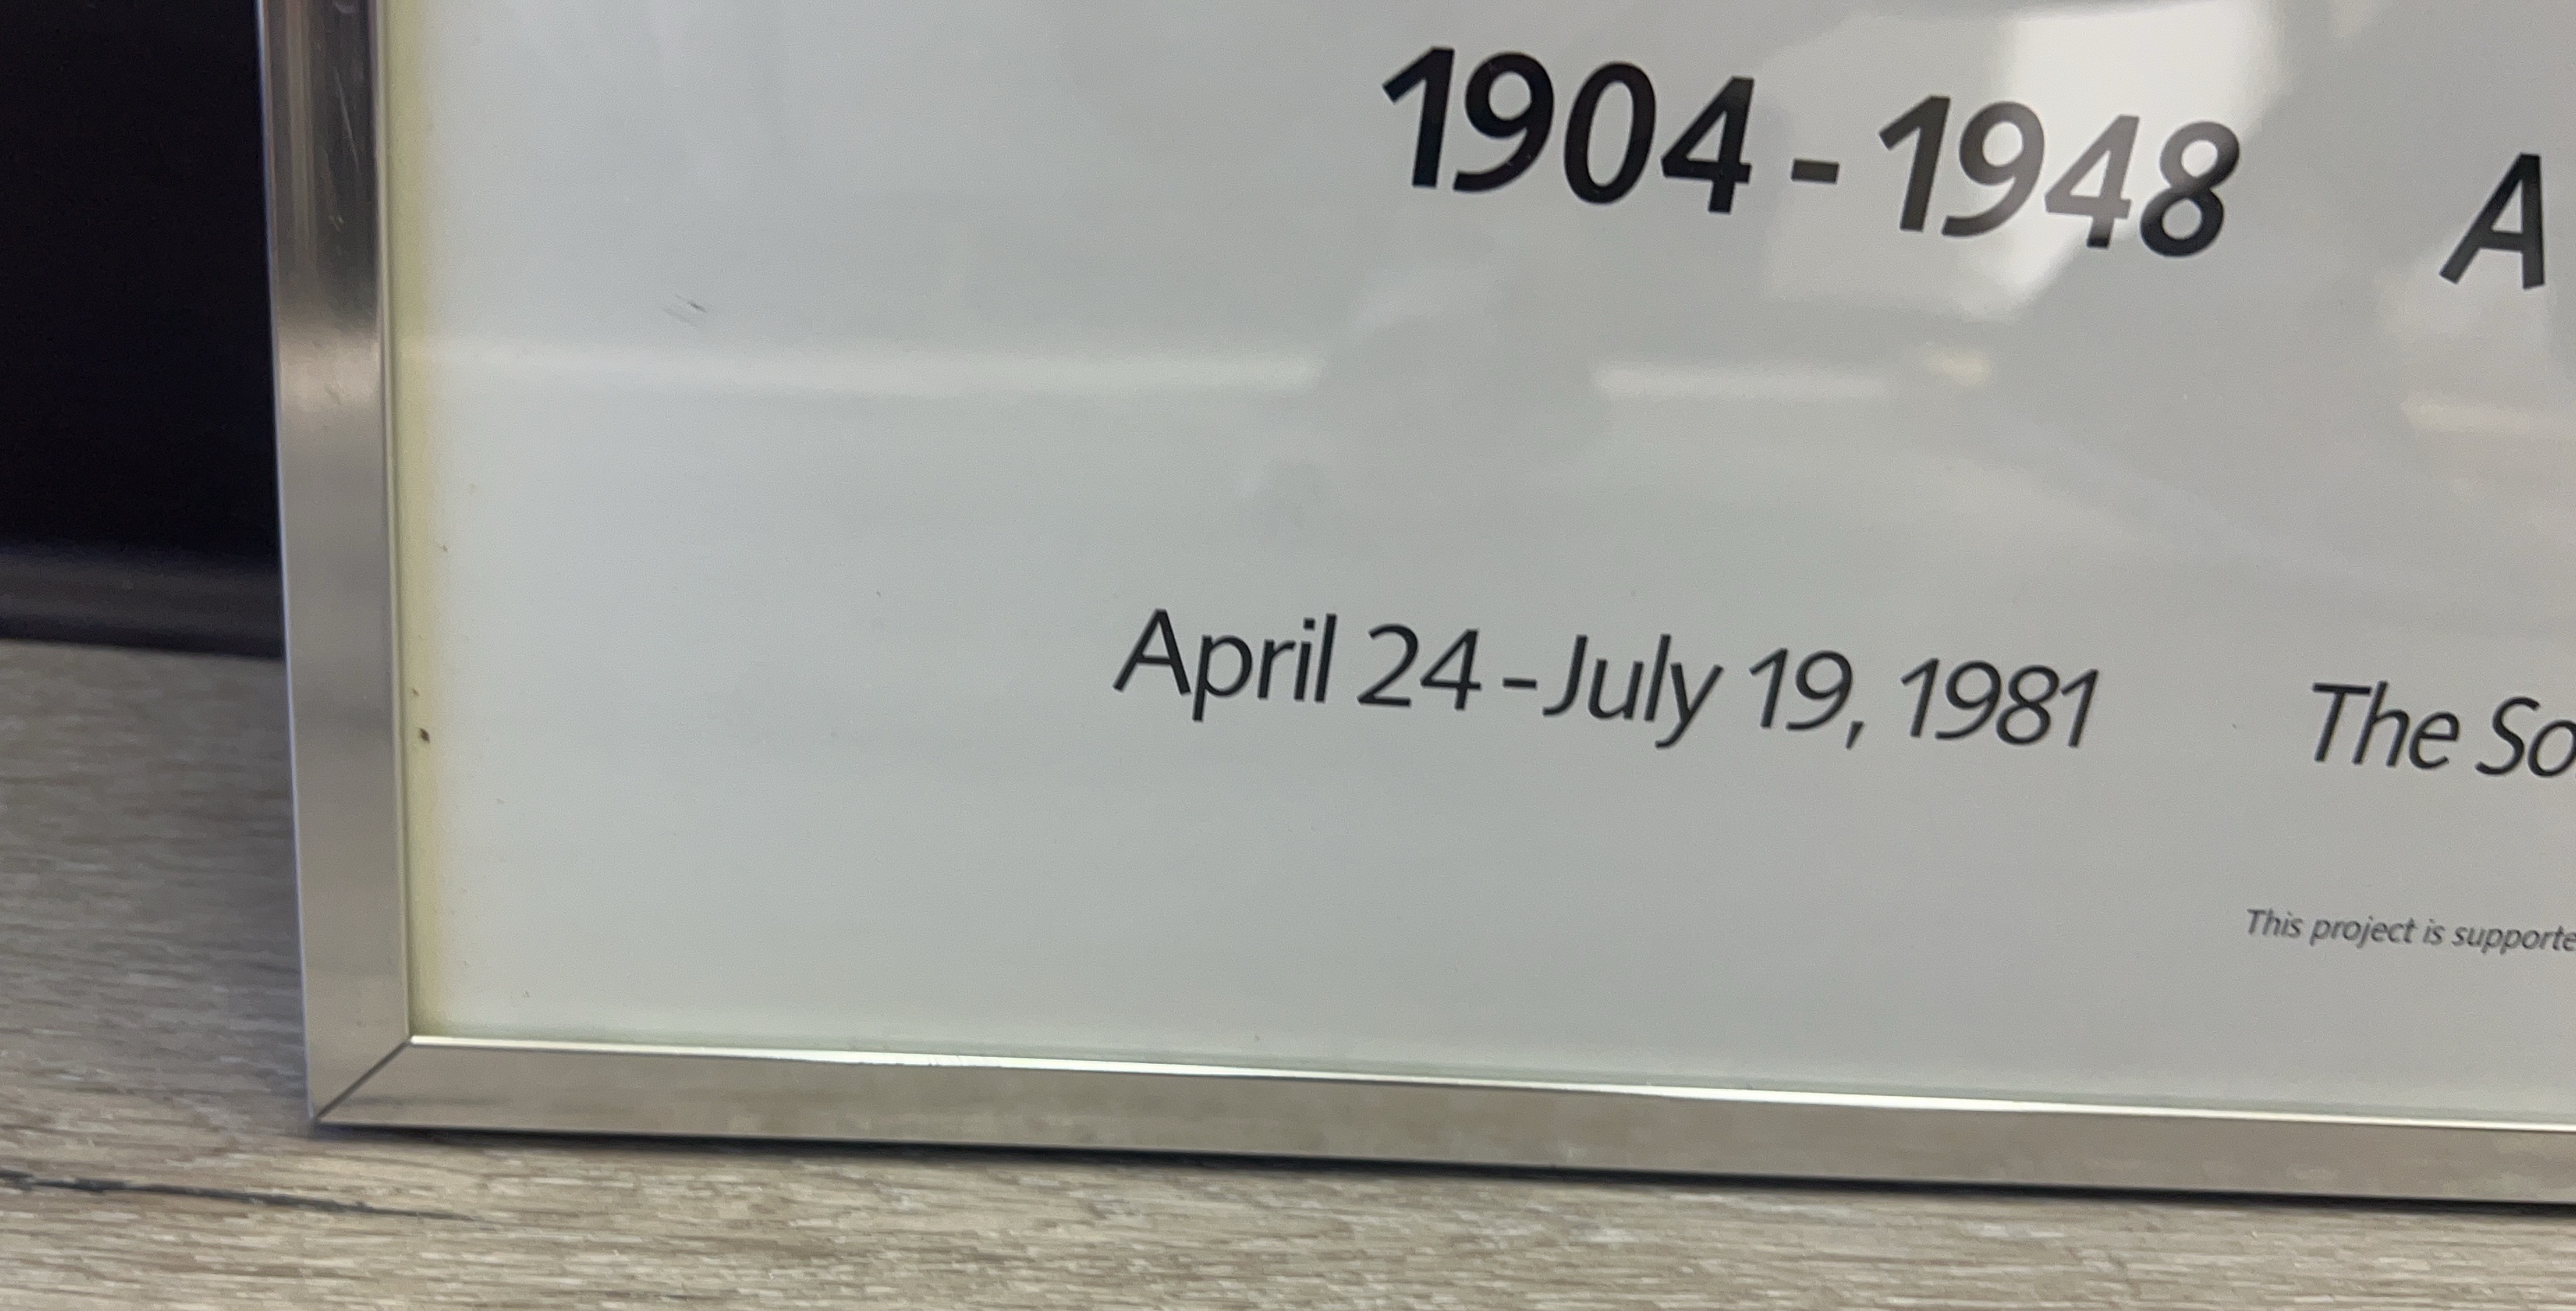 1904-1948 A
April 24-July 19, 1981 The So
This project is supporte